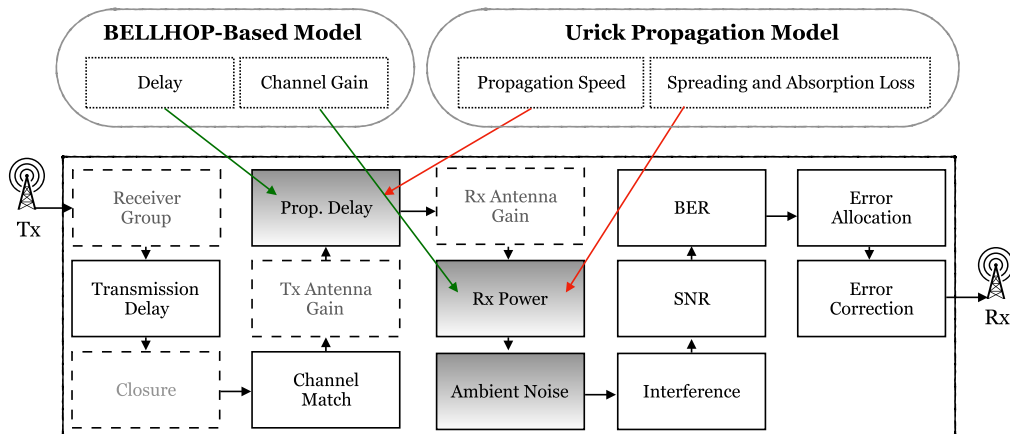 BELLHOP-Based Model
Delay
Channel Gain
Urick Propagation Model
Propagation Speed
Spreading and Absorption Loss
Tx
Receiver
Group
Transmission
Delay
Closure
Channel
Match
Tx Antenna
Gain
Prop. Delay
Rx Antenna
Gain
Rx Power
Ambient Noise
Interference
SNR
BER
Error
Allocation
Error
Correction
Rx